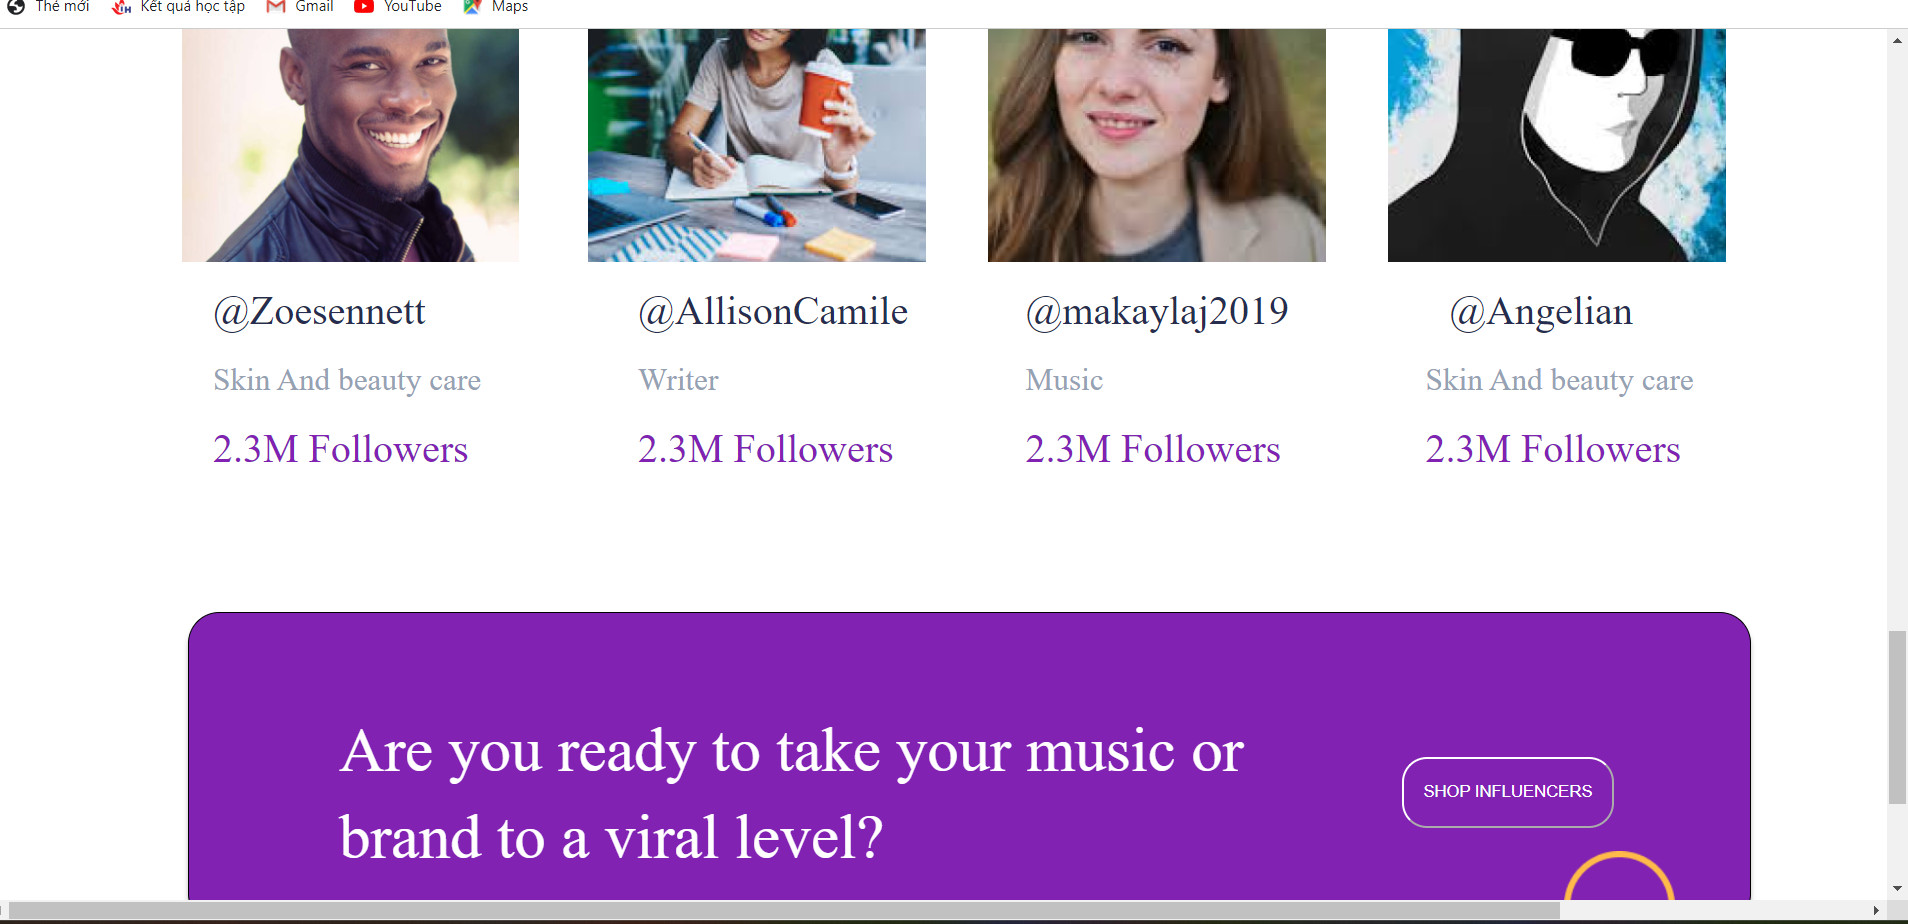 Thẻ mới Kết quả học tập Gmail YouTube Maps
@Zoesennett @AllisonCamile @makaylaj2019 @Angelian
Skin And beauty care Writer Music Skin And beauty care
2.3M Followers 2.3M Followers 2.3M Followers 2.3M Followers
Are you ready to take your music or
brand to a viral level?
SHOP INFLUENCERS